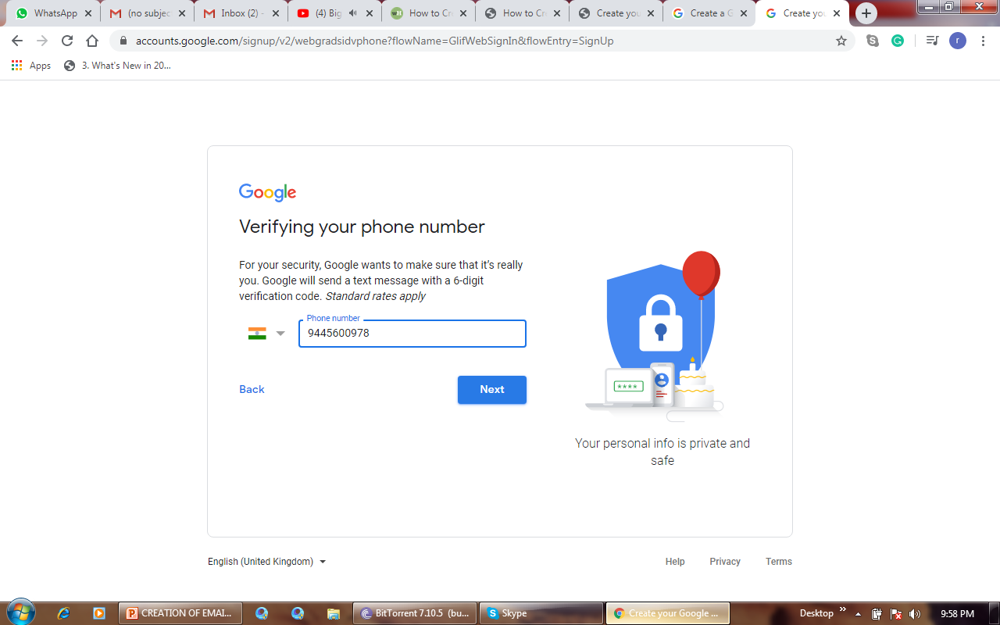 WhatsApp
(no subjec
Inbox (2) -
(4) Big
How to Cr
How to Cr
Create you
Create a G
Create you
accounts.google.com/signup/v2/webgradsidvphone?flowName=GlifWebSignIn&flowEntry=SignUp
r
Apps
3. What's New in 20...
Google
Verifying your phone number
For your security, Google wants to make sure that it's really
you. Google will send a text message with a 6-digit
verification code. Standard rates apply
Phone number
9445600978
Back
Next
****
Your personal info is private and
safe
English (United Kingdom)
Help
Privacy
Terms
CREATION OF EMAI...
BitTorrent 7.10.5 (bu...
Skype
Create your Google ...
Desktop
9:58 PM